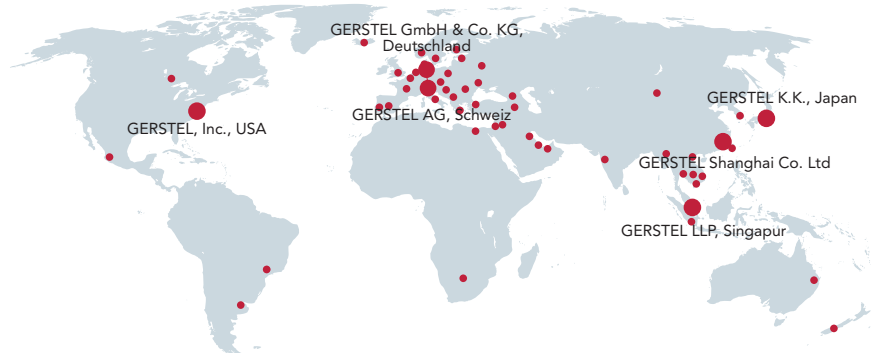 GERSTEL GmbH & Co. KG,
Deutschland
GERSTEL K.K., Japan
GERSTEL AG, Schweiz
GERSTEL, Inc., USA
GERSTEL Shanghai Co. Ltd
GERSTEL LLP, Singapur